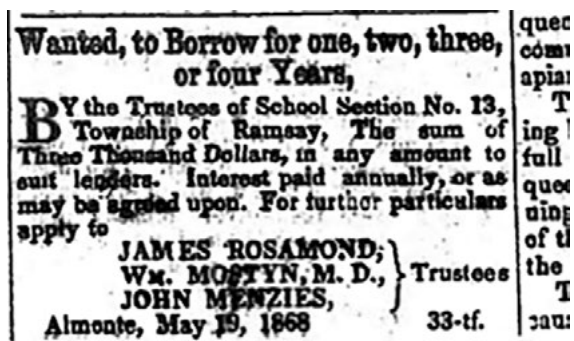 Wanted, to Borrow for one, two, three,
or four Years,
BY the Trustees of School Section No. 13,
Township of Ramsay, The sum of
Three Thousand Dollars, in any amount to
suit lenders. Interest paid annually, or as
may be agreed upon. For further particulars
apply to
JAMES ROSAMOND,
WM. MOSTYN, M. D.,
JOHN MENZIES,
Trustees
Almonte, May 19, 1868 33-tf.